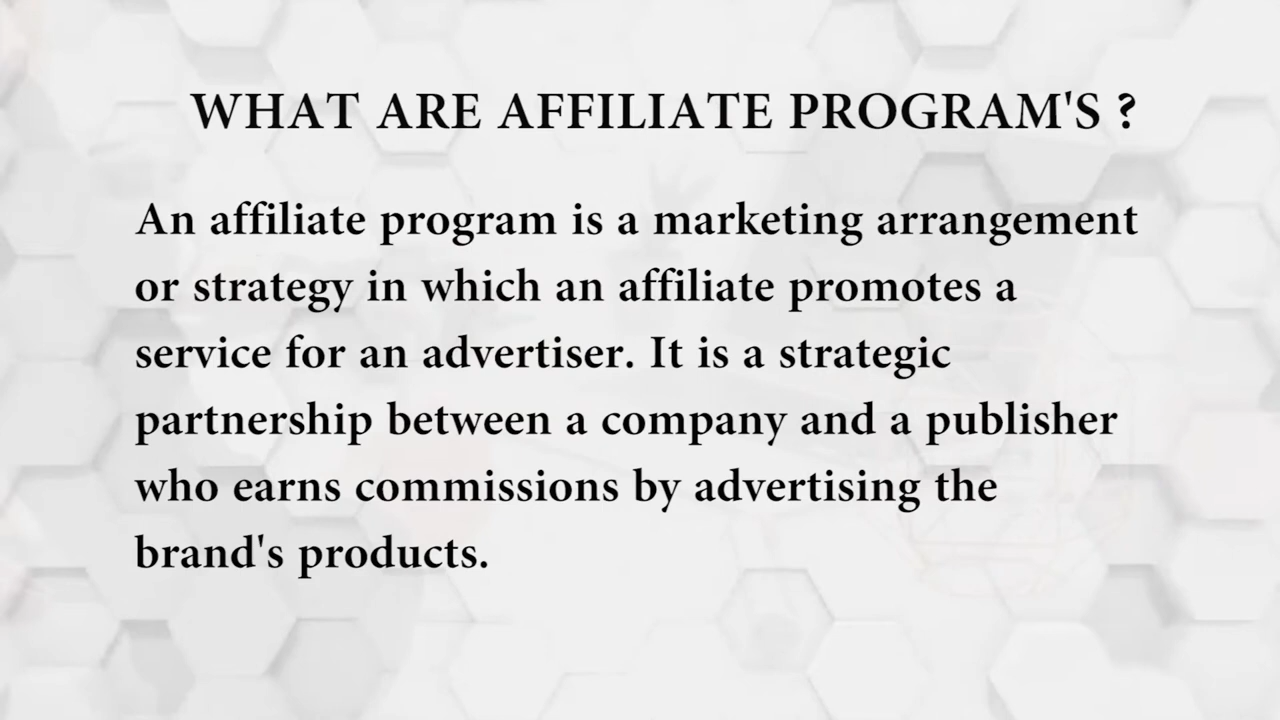 WHAT ARE AFFILIATE PROGRAM'S ?
An affiliate program is a marketing arrangement
or strategy in which an affiliate promotes a
service for an advertiser. It is a strategic
partnership between a company and a publisher
who earns commissions by advertising the
brand's products.